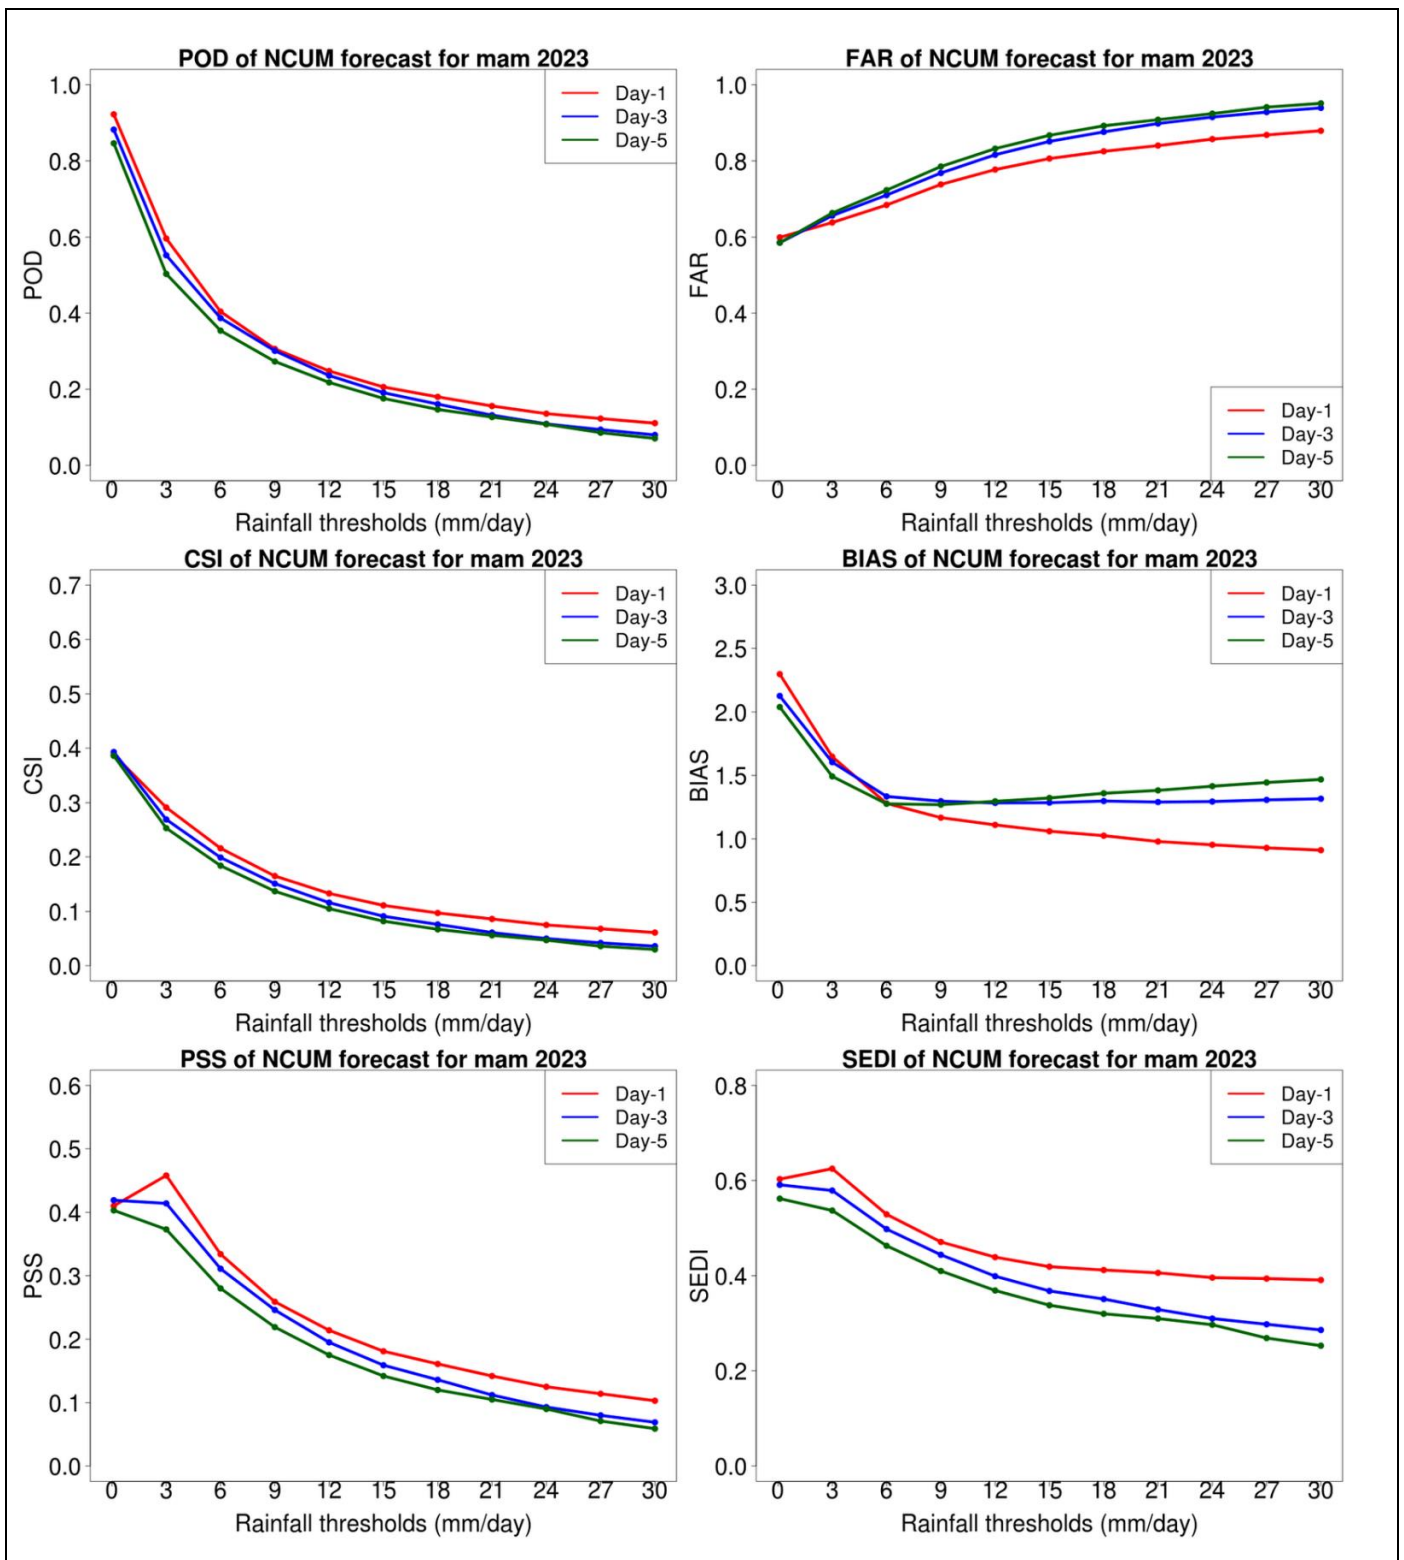 POD of NCUM forecast for mam 2023
1.0
0.8
0.6
0.4
0.2
0.0
POD
Day-1
Day-3
Day-5
0 3 6 9 12 15 18 21 24 27 30
Rainfall thresholds (mm/day)
FAR of NCUM forecast for mam 2023
1.0
0.8
0.6
0.4
0.2
0.0
FAR
Day-1
Day-3
Day-5
0 3 6 9 12 15 18 21 24 27 30
Rainfall thresholds (mm/day)
CSI of NCUM forecast for mam 2023
0.7
0.6
0.5
0.4
0.3
0.2
0.1
0.0
CSI
Day-1
Day-3
Day-5
0 3 6 9 12 15 18 21 24 27 30
Rainfall thresholds (mm/day)
BIAS of NCUM forecast for mam 2023
3.0
2.5
2.0
1.5
1.0
0.5
0.0
BIAS
Day-1
Day-3
Day-5
0 3 6 9 12 15 18 21 24 27 30
Rainfall thresholds (mm/day)
PSS of NCUM forecast for mam 2023
0.6
0.5
0.4
0.3
0.2
0.1
0.0
PSS
Day-1
Day-3
Day-5
0 3 6 9 12 15 18 21 24 27 30
Rainfall thresholds (mm/day)
SEDI of NCUM forecast for mam 2023
0.8
0.6
0.4
0.2
0.0
SEDI
Day-1
Day-3
Day-5
0 3 6 9 12 15 18 21 24 27 30
Rainfall thresholds (mm/day)